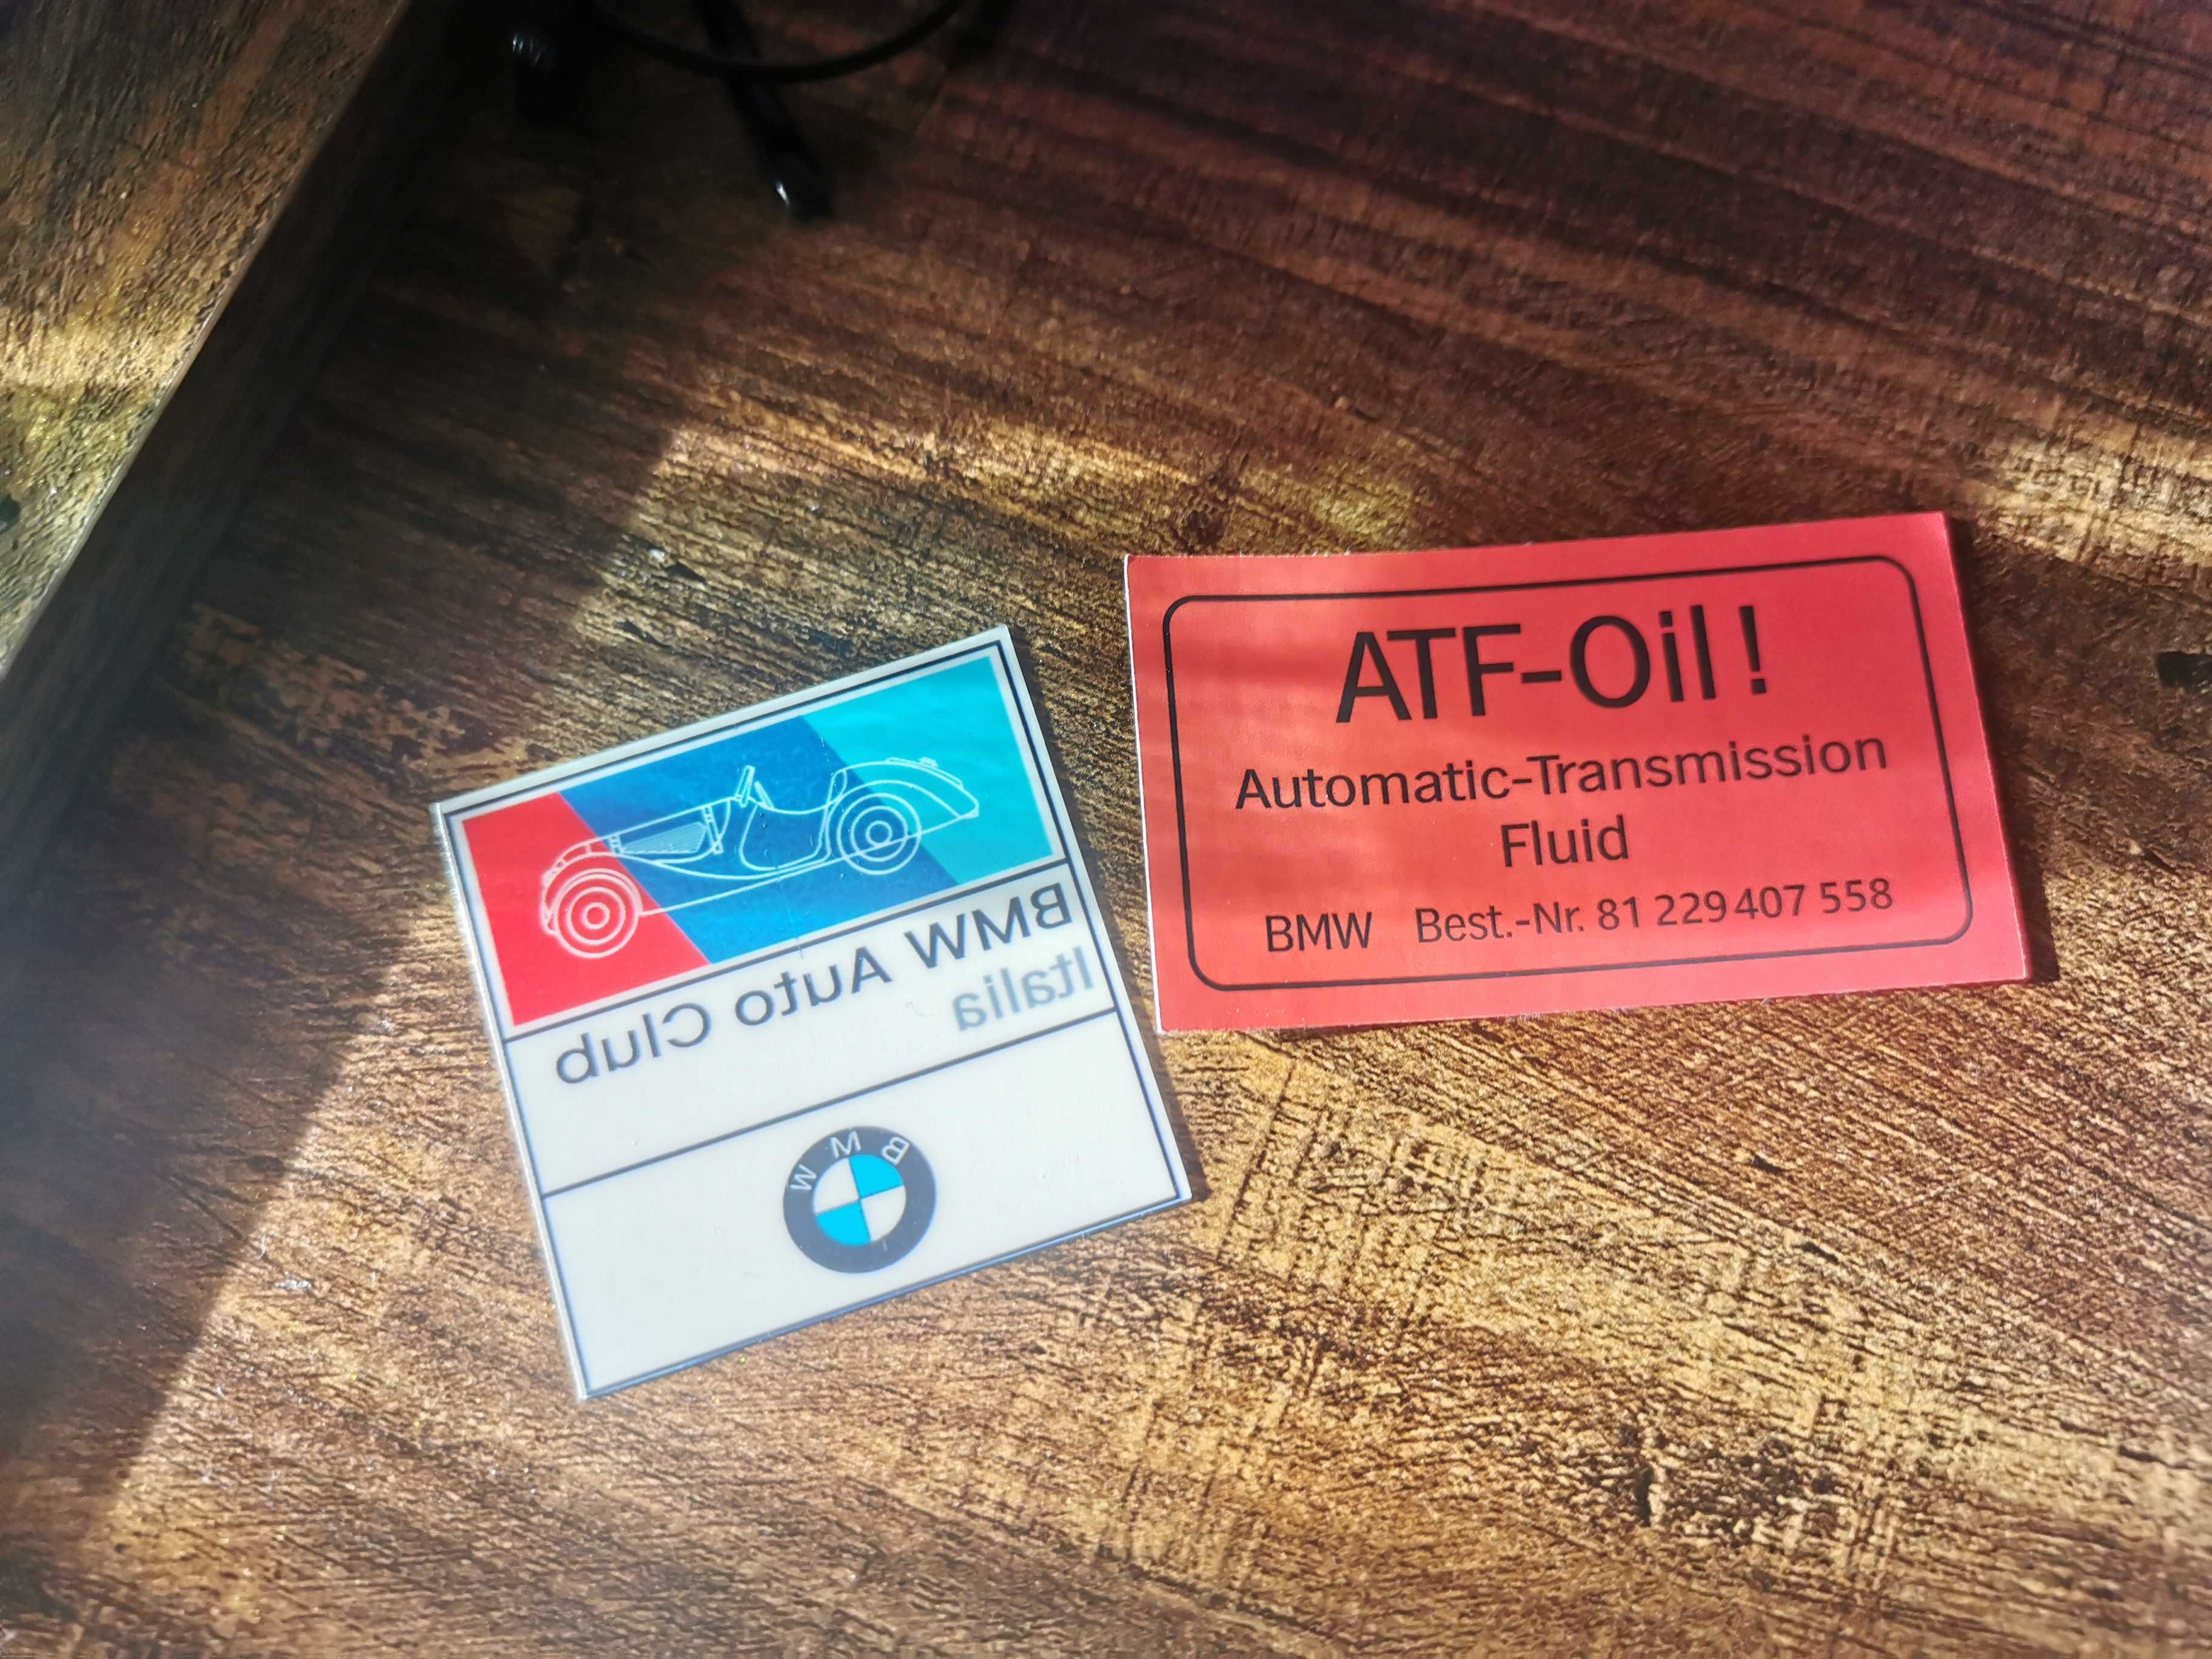 BMW Auto Club
Italia
BMW
ATF-Oil!
Automatic-Transmission
Fluid
BMW Best.-Nr. 81 229 407 558